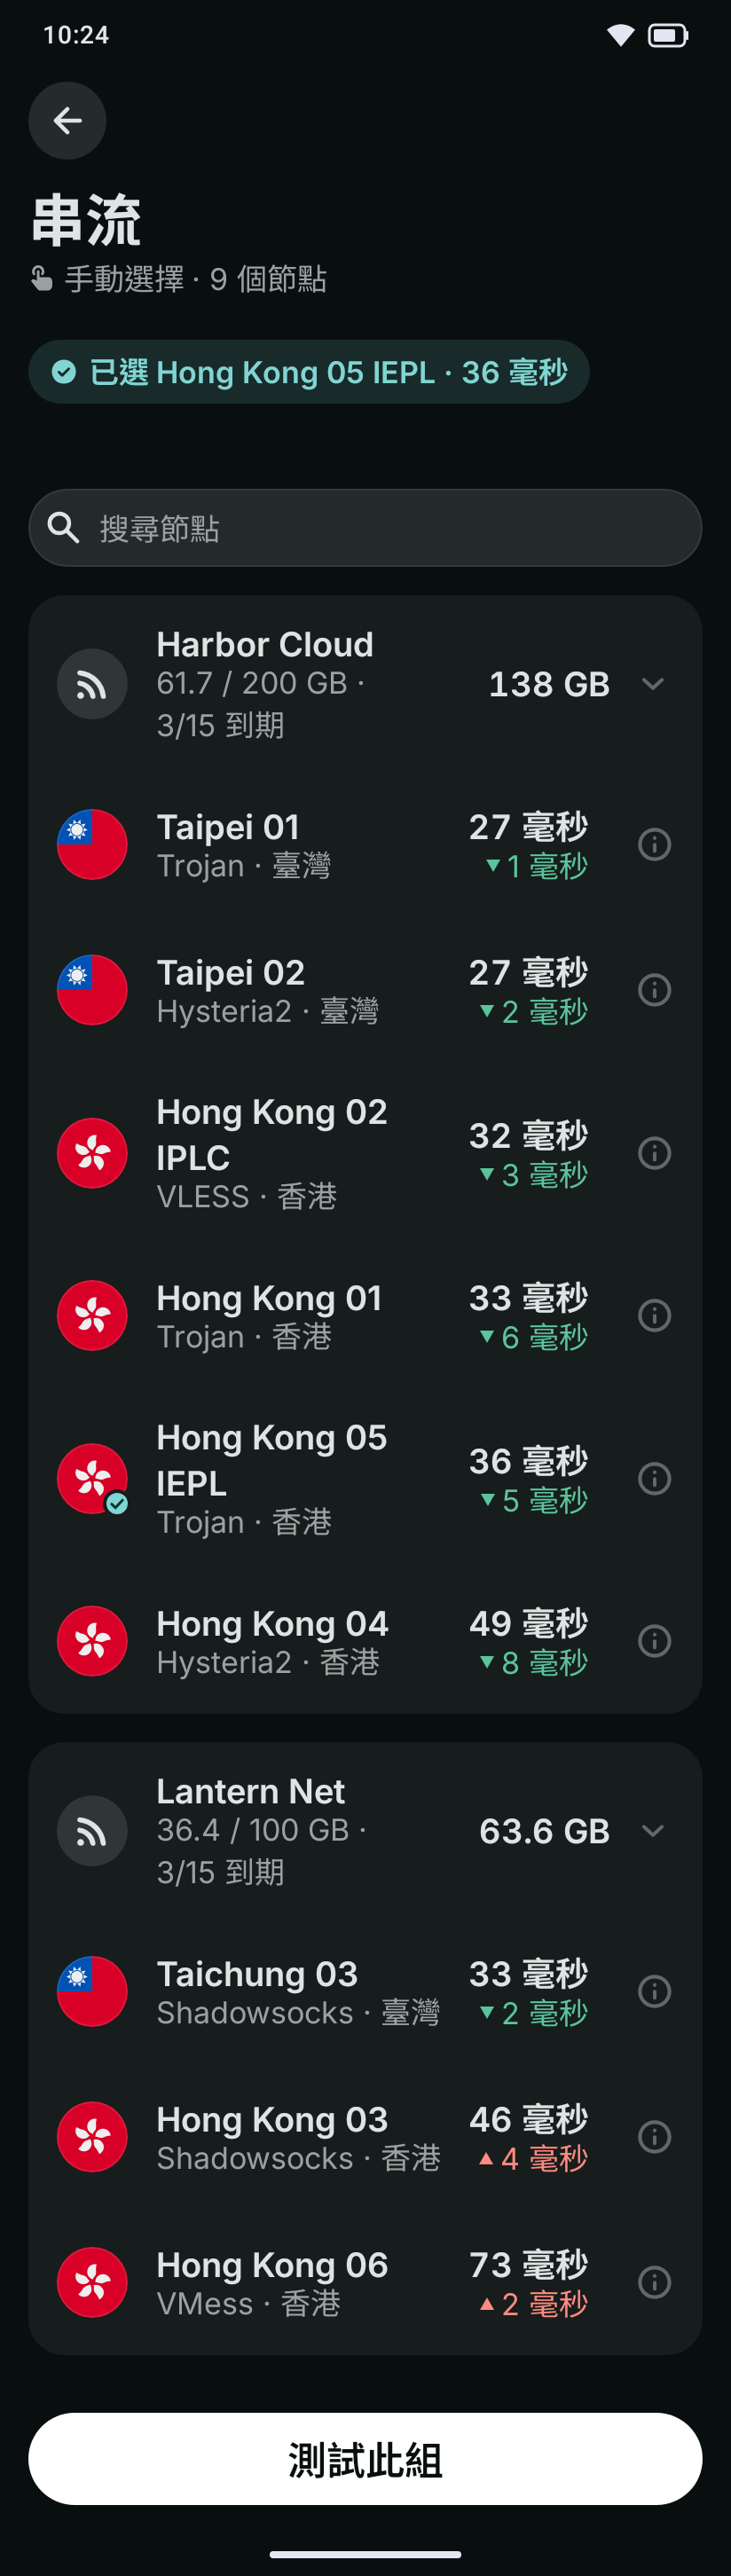 10:24
串流
手動選擇 · 9 個節點
已選 Hong Kong 05 IEPL · 36 毫秒
搜尋節點
Harbor Cloud
61.7 / 200 GB ·
3/15 到期
138 GB
Taipei 01
Trojan · 臺灣
27 毫秒
▼1 毫秒
Taipei 02
Hysteria2 · 臺灣
27 毫秒
▼2 毫秒
Hong Kong 02
IPLC
VLESS · 香港
32 毫秒
▼3 毫秒
Hong Kong 01
Trojan · 香港
33 毫秒
▼6 毫秒
Hong Kong 05
IEPL
Trojan · 香港
36 毫秒
▼5 毫秒
Hong Kong 04
Hysteria2 · 香港
49 毫秒
▼8 毫秒
Lantern Net
36.4 / 100 GB ·
3/15 到期
63.6 GB
Taichung 03
Shadowsocks · 臺灣
33 毫秒
▼2 毫秒
Hong Kong 03
Shadowsocks · 香港
46 毫秒
▲4 毫秒
Hong Kong 06
VMess · 香港
73 毫秒
▲2 毫秒
測試此組